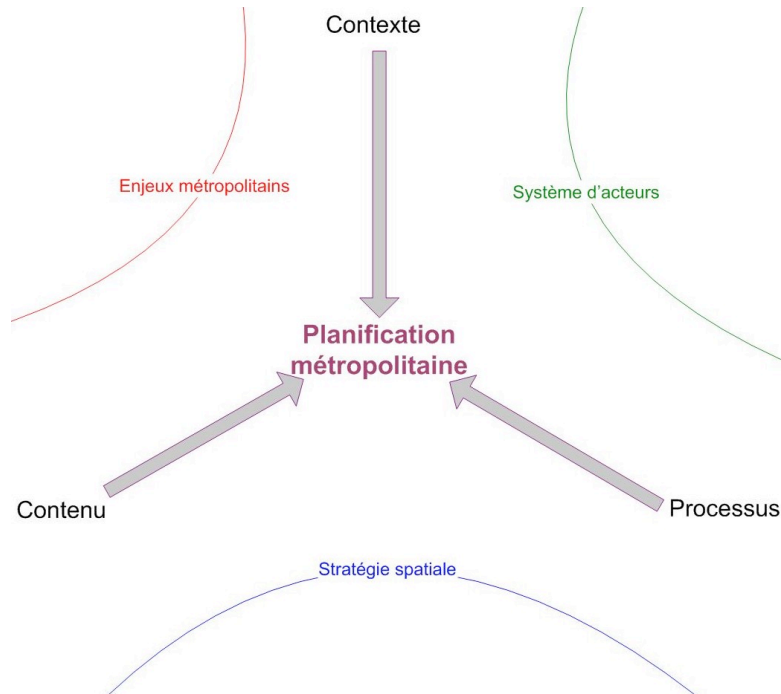 Contexte
Enjeux métropolitains
Système d'acteurs
Planification
métropolitaine
Contenu
Processus
Stratégie spatiale